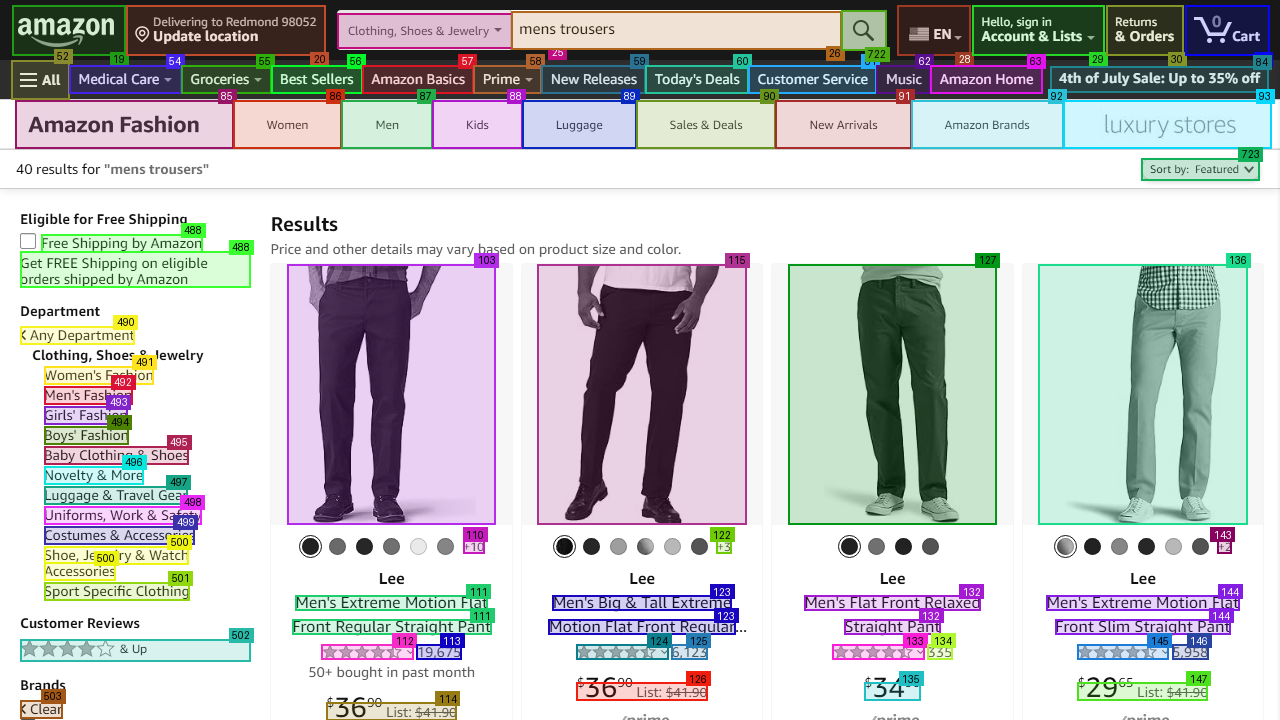 amazon
Delivering to Redmond 98052
Update location
Clothing, Shoes & Jewelry
mens trousers
EN
Hello, sign in
Account & Lists
Returns
& Orders
0
Cart
52
19
54
55
20
56
57
58
25
59
60
26
722
62
28
63
29
30
84
All
Medical Care
Groceries
Best Sellers
Amazon Basics
Prime
New Releases
Today's Deals
Customer Service
Music
Amazon Home
4th of July Sale: Up to 35% off
85
86
87
88
89
90
91
92
93
Amazon Fashion
Women
Men
Kids
Luggage
Sales & Deals
New Arrivals
Amazon Brands
luxury stores
40 results for "mens trousers"
723
Sort by: Featured
Eligible for Free Shipping
488
Free Shipping by Amazon
488
Get FREE Shipping on eligible
orders shipped by Amazon
Department
490
Any Department
Clothing, Shoes & Jewelry
491
Women's Fashion
492
Men's Fashion
493
Girls' Fashion
494
Boys' Fashion
495
Baby Clothing & Shoes
496
Novelty & More
497
Luggage & Travel Gear
498
Uniforms, Work & Safety
499
Costumes & Accessories
500
Shoe, Jewelry & Watch
500
Accessories
501
Sport Specific Clothing
Customer Reviews
502
& Up
Brands
503
Clear
Results
Price and other details may vary based on product size and color.
103
115
127
136
110
+10
122
+3
143
+2
Lee
111
Men's Extreme Motion Flat
111
Front Regular Straight Pant
112
113
19,675
50+ bought in past month
114
$36.90 List: $41.90
Lee
123
Men's Big & Tall Extreme
123
Motion Flat Front Regular...
124
125
6,123
126
$36.90 List: $41.90
prime
Lee
132
Men's Flat Front Relaxed
132
Straight Pant
133
134
335
135
$34
prime
Lee
144
Men's Extreme Motion Flat
144
Front Slim Straight Pant
145
146
5,958
147
$29.65 List: $41.90
prime